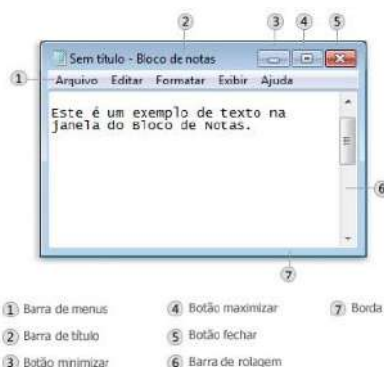 2 3 4 5
Sem título - Bloco de notas
1
Arquivo Editar Formatar Exibir Ajuda
Este é um exemplo de texto na
janela do Bloco de Notas.
6
7
1 Barra de menus
2 Barra de título
3 Botão minimizar
4 Botão maximizar
5 Botão fechar
6 Barra de rolagem
7 Borda